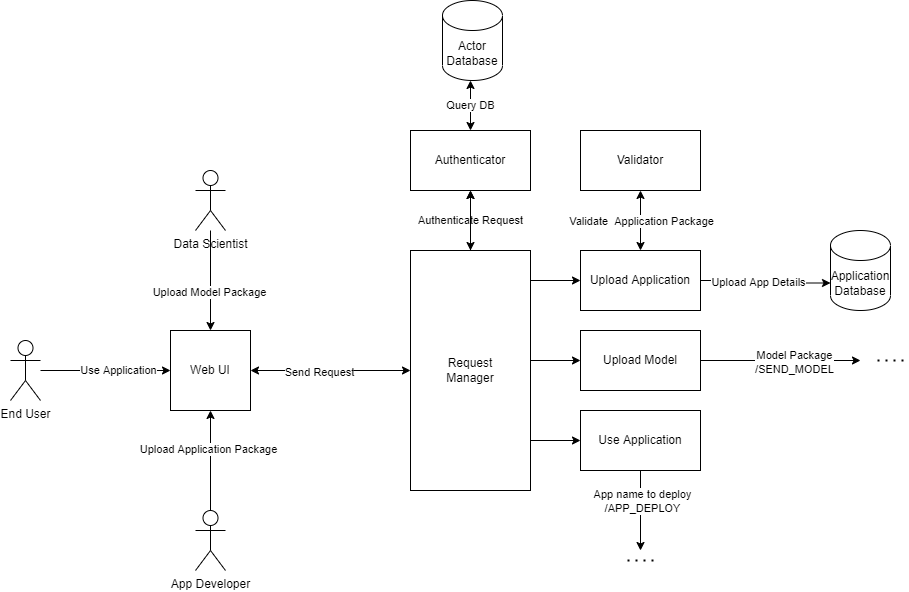 Actor
Database
Query DB
Authenticator
Validator
Authenticate Request
Validate Application Package
Data Scientist
Upload Application
Upload App Details
Application
Database
Upload Model Package
Web UI
Request
Manager
Upload Model
Model Package
/SEND_MODEL
. . . .
Use Application
Send Request
End User
Upload Application Package
Use Application
App name to deploy
/APP_DEPLOY
. . . .
App Developer